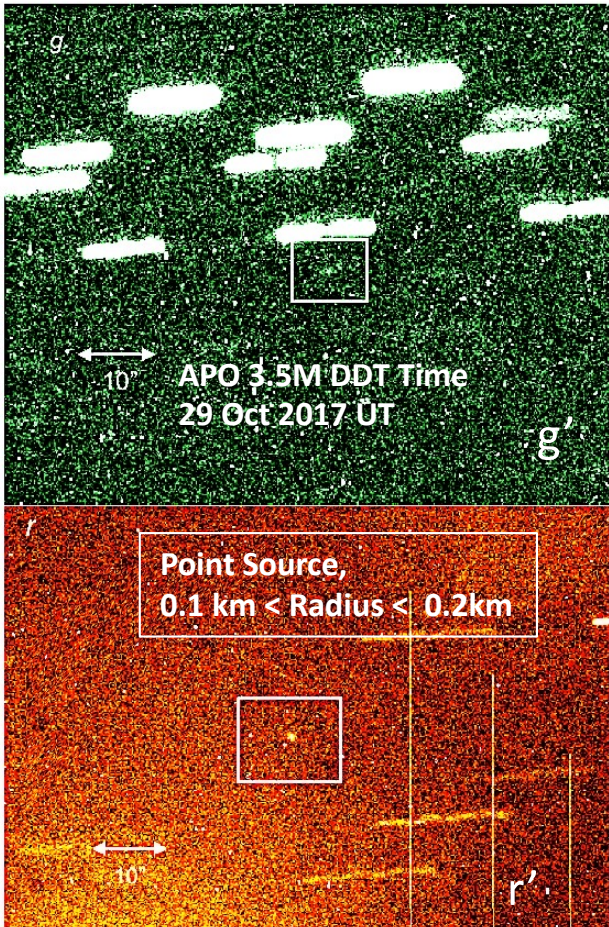 g
10"
APO 3.5M DDT Time
29 Oct 2017 UT
g’
r
Point Source,
0.1 km < Radius < 0.2km
10"
r’